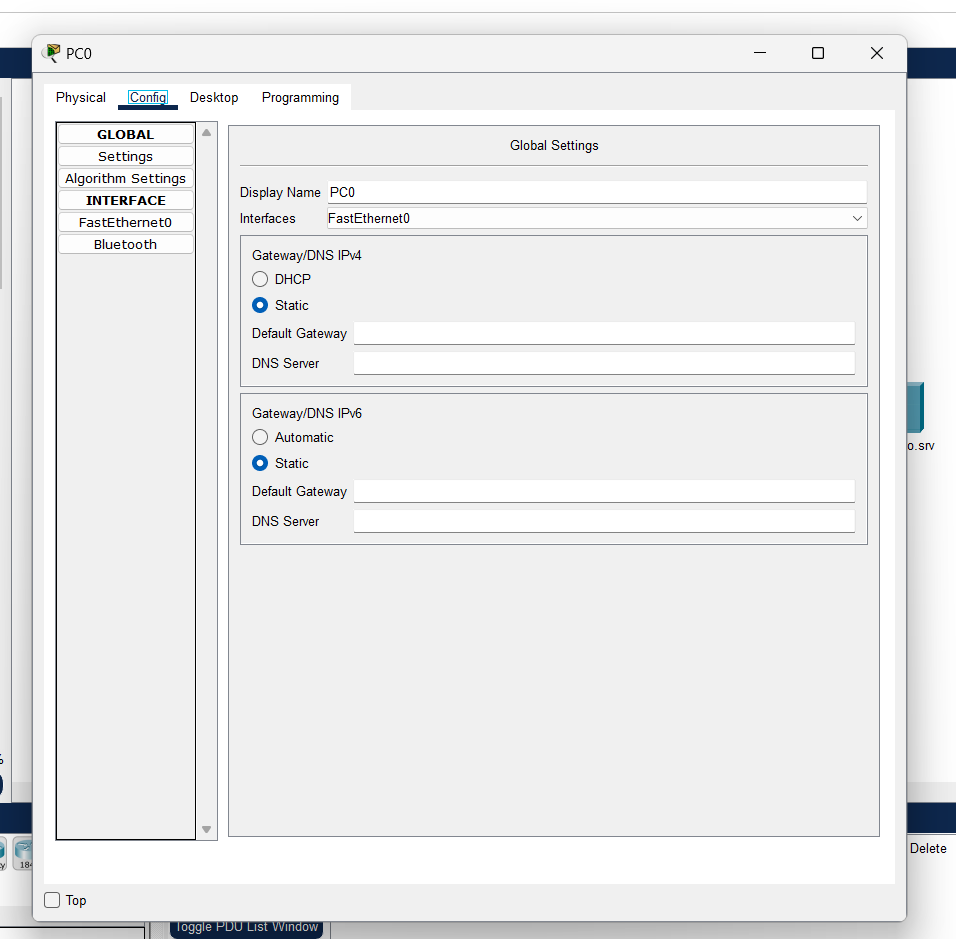 PC0
Physical Config Desktop Programming
GLOBAL
Settings
Algorithm Settings
INTERFACE
FastEthernet0
Bluetooth
Global Settings
Display Name PC0
Interfaces FastEthernet0
Gateway/DNS IPv4
DHCP
Static
Default Gateway
DNS Server
Gateway/DNS IPv6
Automatic
Static
Default Gateway
DNS Server
o.srv
%
184
Delete
Top
Toggle PDU List Window